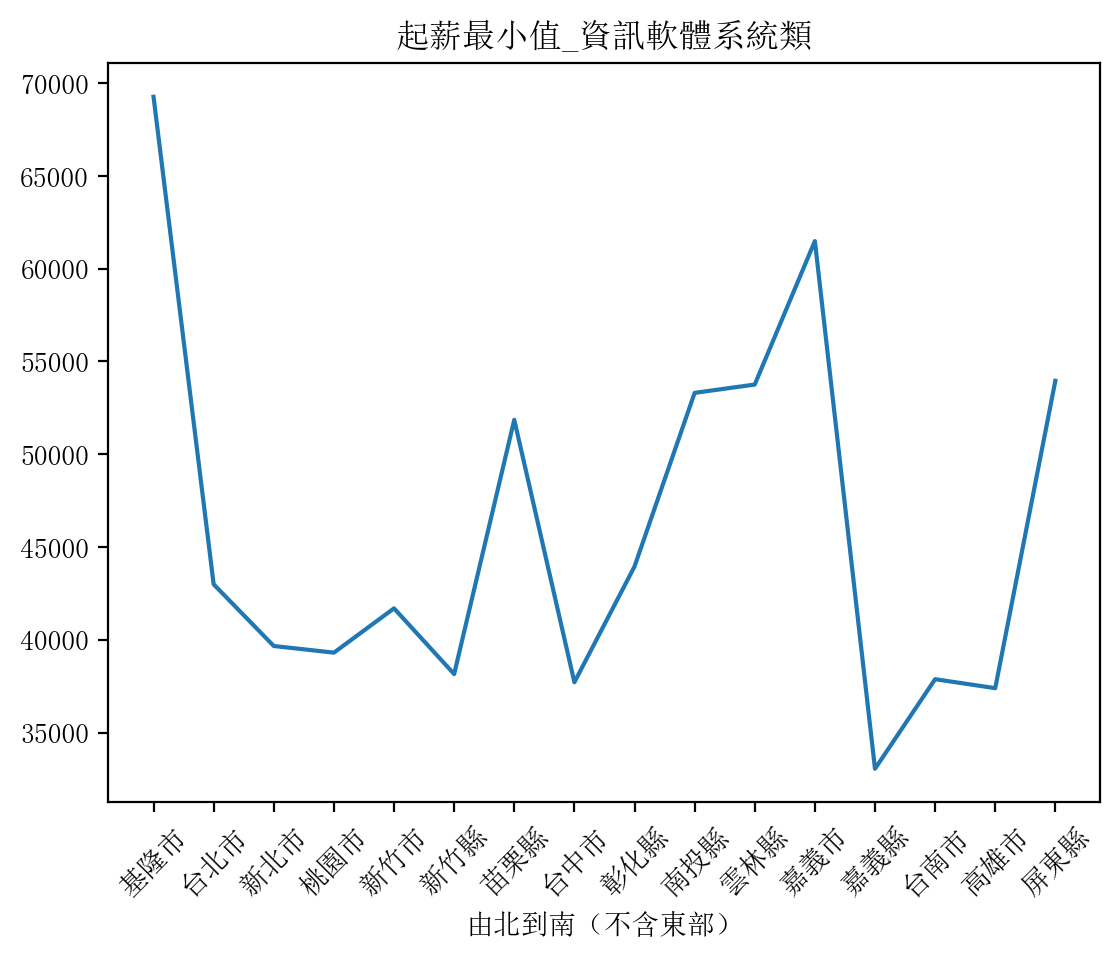 起薪最小值_資訊軟體系統類
70000
65000
60000
55000
50000
45000
40000
35000
基隆市
台北市
新北市
桃園市
新竹市
新竹縣
苗栗縣
台中市
彰化縣
南投縣
雲林縣
嘉義市
嘉義縣
台南市
高雄市
屏東縣
由北到南（不含東部）